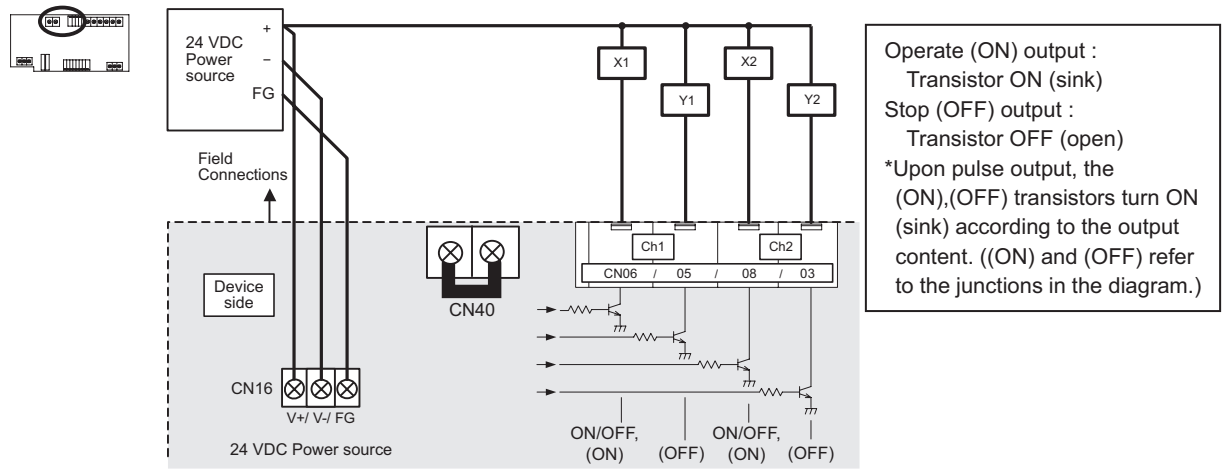 24 VDC
Power
source
+
−
FG
X1
Y1
X2
Y2
Field
Connections
Device
side
CN40
Ch1
Ch2
CN06 / 05 / 08 / 03
CN16
V+/ V-/ FG
24 VDC Power source
ON/OFF,
(ON)
(OFF)
ON/OFF,
(ON)
(OFF)
Operate (ON) output :
Transistor ON (sink)
Stop (OFF) output :
Transistor OFF (open)
*Upon pulse output, the
(ON),(OFF) transistors turn ON
(sink) according to the output
content. ((ON) and (OFF) refer
to the junctions in the diagram.)